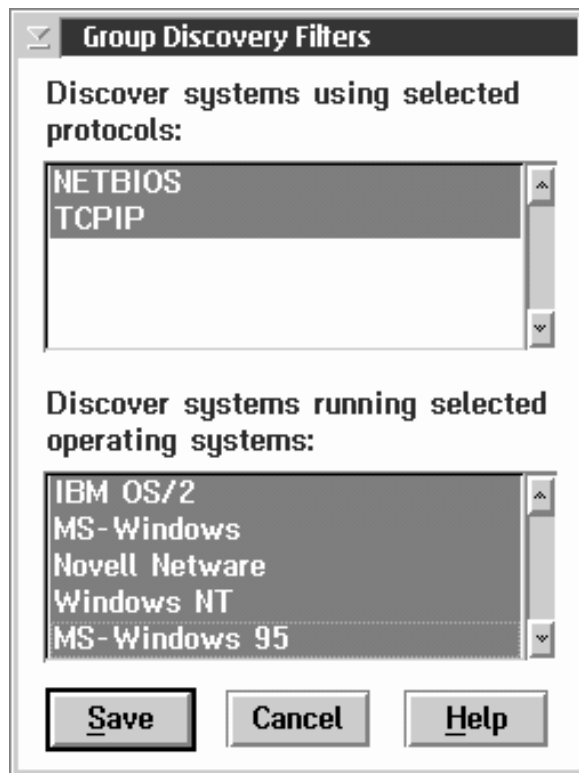 Group Discovery Filters
Discover systems using selected
protocols:
NETBIOS
TCPIP
Discover systems running selected
operating systems:
IBM OS/2
MS-Windows
Novell Netware
Windows NT
MS-Windows 95
Save
Cancel
Help